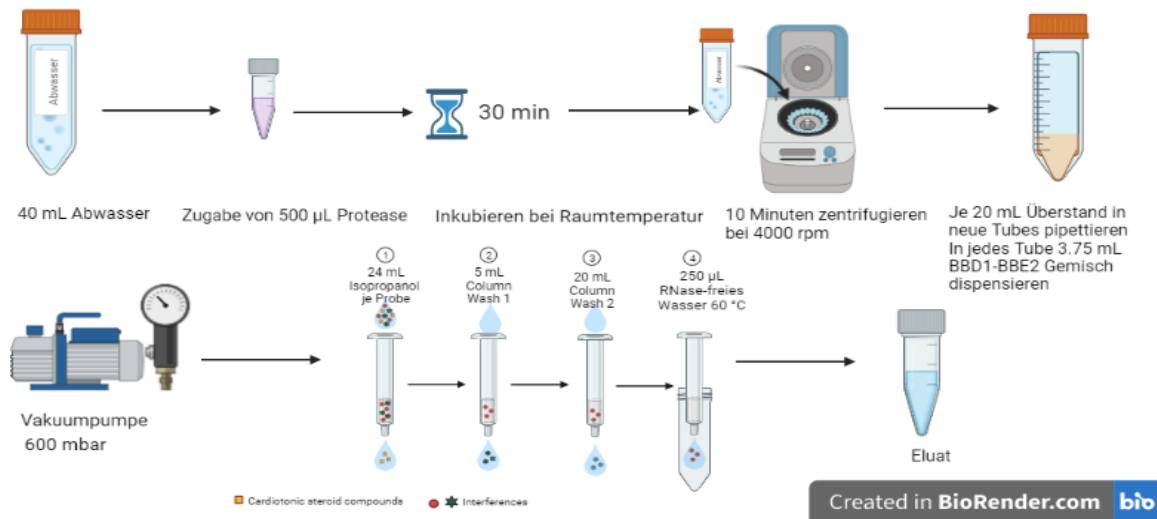 Abwasser
30 min
Abwasser
40 mL Abwasser
Zugabe von 500 µL Protease
Inkubieren bei Raumtemperatur
10 Minuten zentrifugieren
bei 4000 rpm
Je 20 mL Überstand in
neue Tubes pipettieren
In jedes Tube 3.75 mL
BBD1-BBE2 Gemisch
dispensieren
Vakuumpumpe
600 mbar
1
24 mL
Isopropanol
je Probe
2
5 mL
Column
Wash 1
3
20 mL
Column
Wash 2
4
250 µL
RNase-freies
Wasser 60 °C
Eluat
Cardiotonic steroid compounds
Interferences
Created in BioRender.com bio